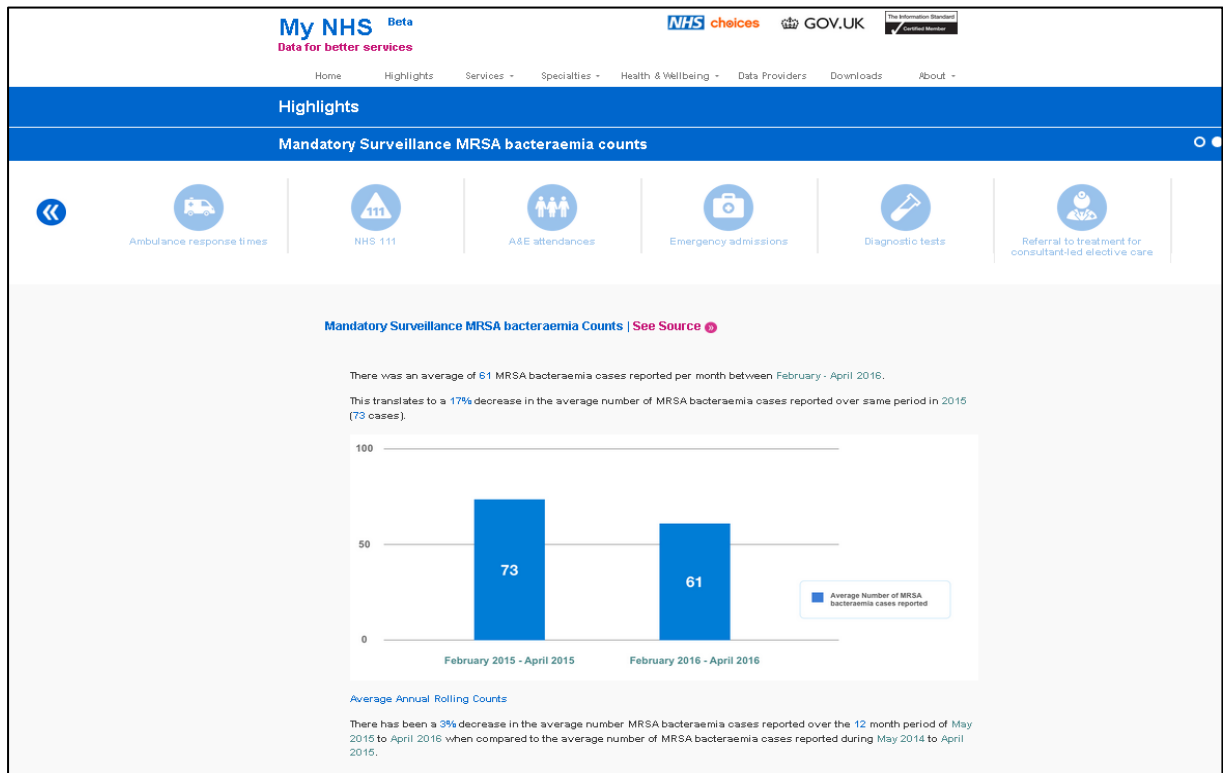 My NHS Beta
Data for better services
NHS choices
GOV.UK
The Information Standard
Certified Member
Home Highlights Services Specialties Health & Wellbeing Data Providers Downloads About
Highlights
Mandatory Surveillance MRSA bacteraemia counts
111
Ambulance response times
NHS 111
A&E attendances
Emergency admissions
Diagnostic tests
Referral to treatment for
consultant-led elective care
Mandatory Surveillance MRSA bacteraemia Counts | See Source
There was an average of 61 MRSA bacteraemia cases reported per month between February - April 2016.
This translates to a 17% decrease in the average number of MRSA bacteraemia cases reported over same period in 2015
(73 cases).
100
50
0
73
61
Average Number of MRSA
bacteraemia cases reported
February 2015 - April 2015
February 2016 - April 2016
Average Annual Rolling Counts
There has been a 3% decrease in the average number MRSA bacteraemia cases reported over the 12 month period of May
2015 to April 2016 when compared to the average number of MRSA bacteraemia cases reported during May 2014 to April
2015.